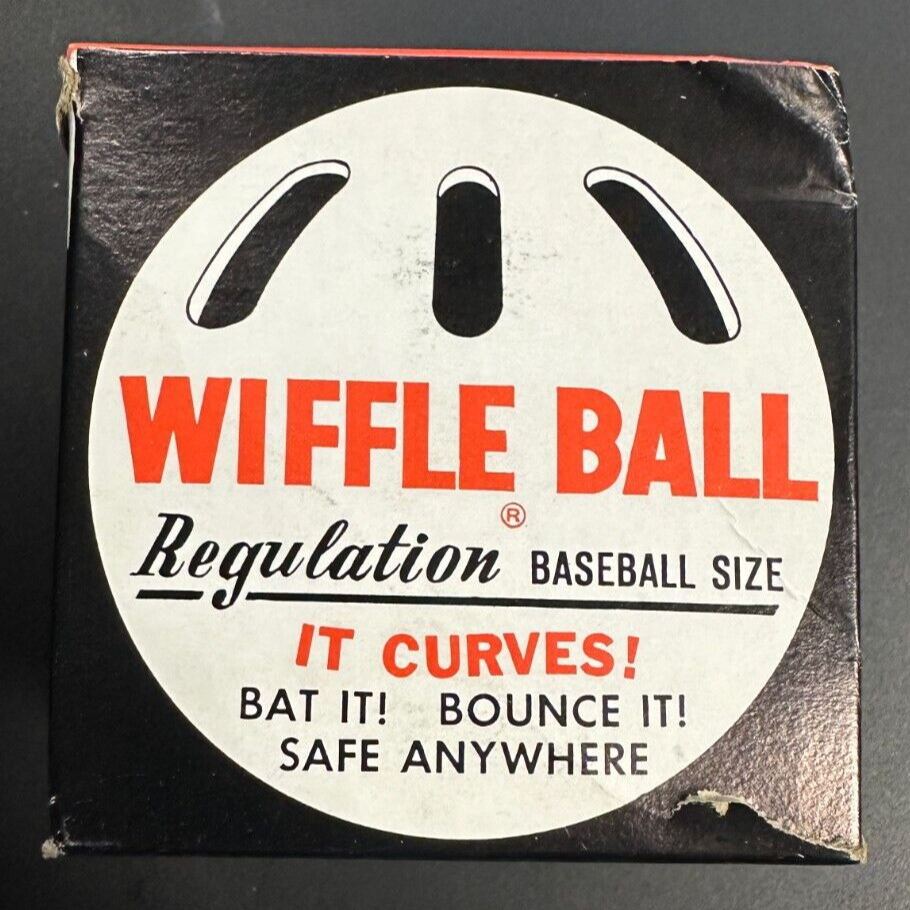 WIFFLE BALL
®
Regulation BASEBALL SIZE
IT CURVES!
BAT IT! BOUNCE IT!
SAFE ANYWHERE